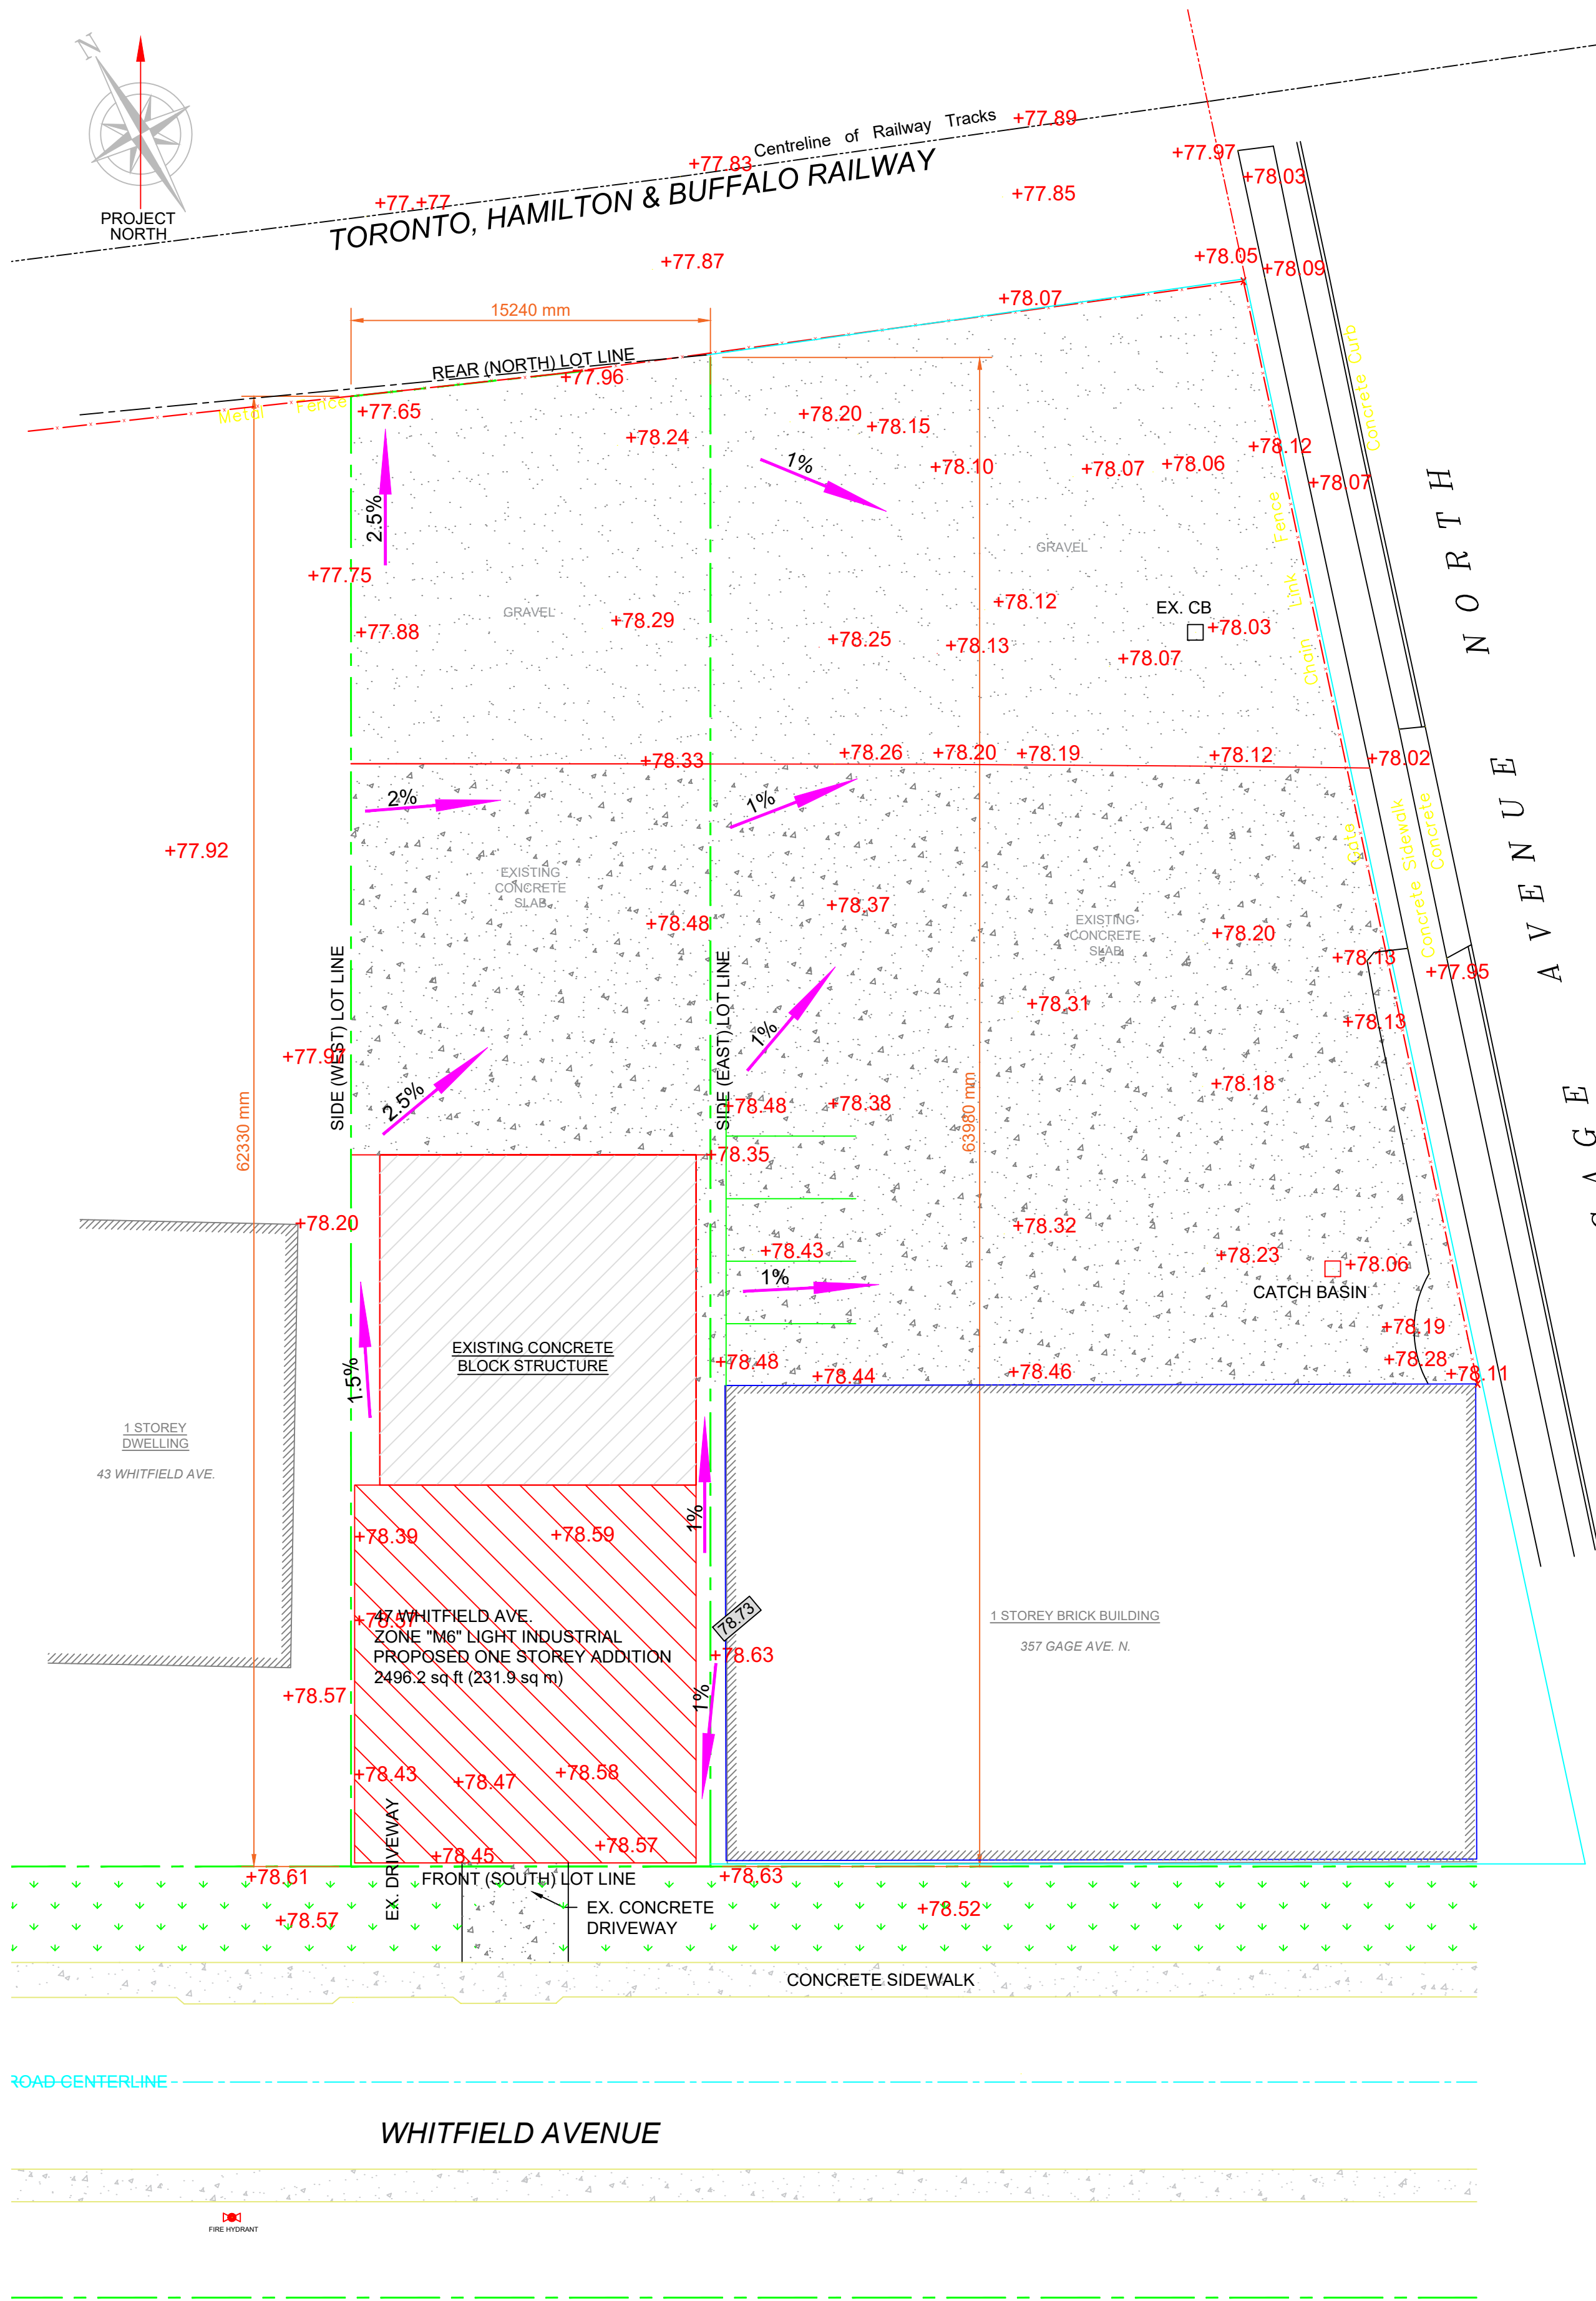 N
PROJECT
NORTH
Centreline of Railway Tracks
+77.89
+77.83
TORONTO, HAMILTON & BUFFALO RAILWAY
+77.+77
+77.97
+78.03
+77.85
+77.87
+78.05
+78.09
+78.07
15240 mm
REAR (NORTH) LOT LINE
+77.96
Metal Fence
+77.65
+78.24
+78.20
+78.15
+78.10
+78.07
+78.06
+78.12
+78.07
Concrete Curb
1%
2.5%
+77.75
GRAVEL
GRAVEL
Chain Link Fence
NORTH
+77.88
+78.29
+78.25
+78.12
+78.13
EX. CB
+78.03
+78.07
+78.33
+78.26
+78.20
+78.19
+78.12
+78.02
2%
1%
+77.92
EXISTING
CONCRETE
SLAB
Gate
Concrete Sidewalk
Concrete
AVENUE
+78.48
+78.37
EXISTING
CONCRETE
SLAB
+78.20
+78.13
+77.95
SIDE (WEST) LOT LINE
SIDE (EAST) LOT LINE
+77.97
+78.31
+78.13
1%
2.5%
62330 mm
63980 mm
+78.48
+78.38
+78.18
GAGE
+78.35
+78.20
+78.32
+78.43
+78.23
+78.06
1%
CATCH BASIN
EXISTING CONCRETE
BLOCK STRUCTURE
1.5%
+78.48
+78.44
+78.46
+78.19
+78.28
+78.11
1 STOREY
DWELLING
43 WHITFIELD AVE.
1%
+78.39
+78.59
+78.57
47 WHITFIELD AVE.
ZONE "M6" LIGHT INDUSTRIAL
PROPOSED ONE STOREY ADDITION
2496.2 sq ft (231.9 sq m)
78.73
+78.63
1%
1 STOREY BRICK BUILDING
357 GAGE AVE. N.
+78.57
+78.43
+78.47
+78.58
+78.45
+78.57
EX. DRIVEWAY
+78.61
FRONT (SOUTH) LOT LINE
+78.63
+78.57
EX. CONCRETE
DRIVEWAY
+78.52
CONCRETE SIDEWALK
ROAD CENTERLINE
WHITFIELD AVENUE
FIRE HYDRANT